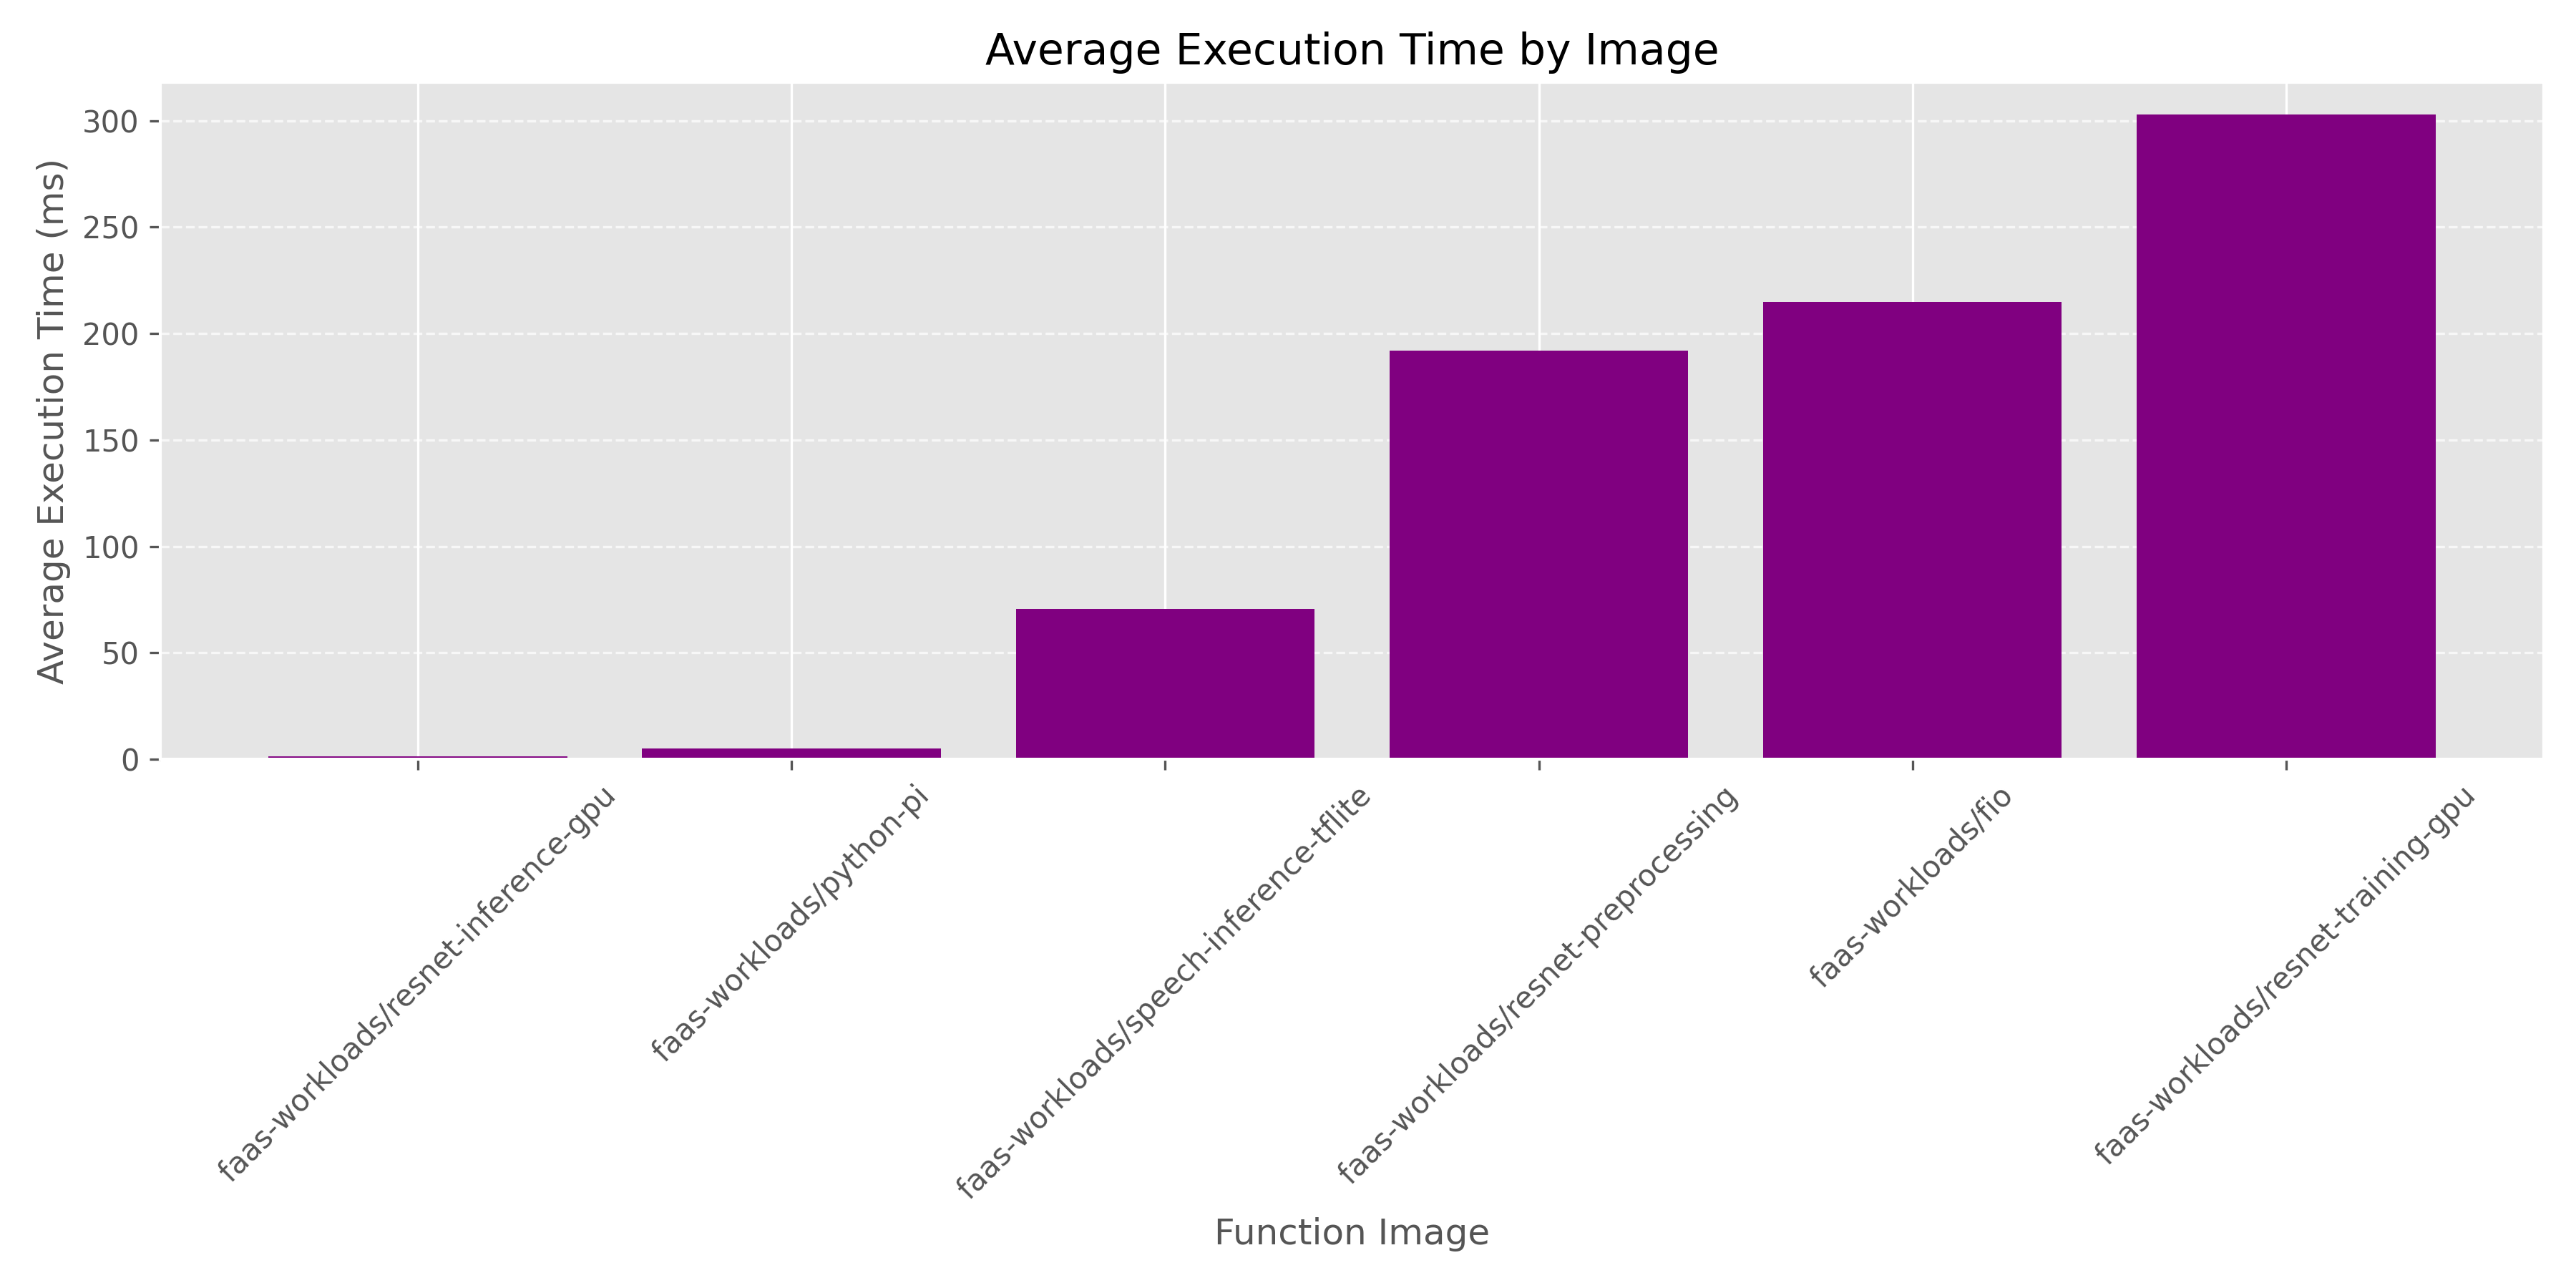 Average Execution Time by Image
Average Execution Time (ms)
300
250
200
150
100
50
0
faas-workloads/resnet-inference-gpu
faas-workloads/python-pi
faas-workloads/speech-inference-tflite
faas-workloads/resnet-preprocessing
faas-workloads/fio
faas-workloads/resnet-training-gpu
Function Image